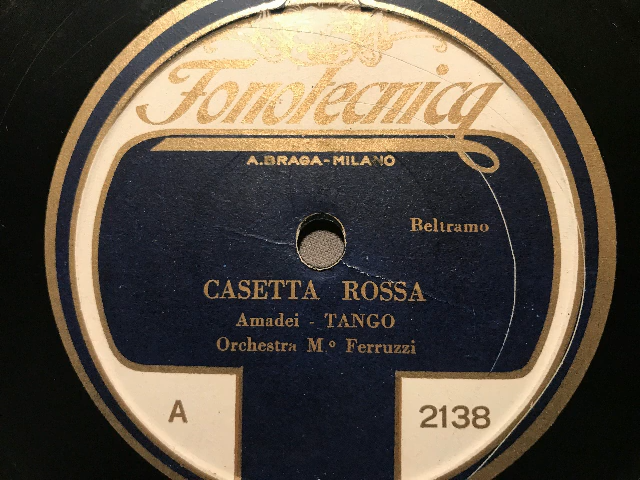 Fonotecnica
A. BRAGA - MILANO
Beltramo
CASETTA ROSSA
Amadei - TANGO
Orchestra M.º Ferruzzi
A
2138